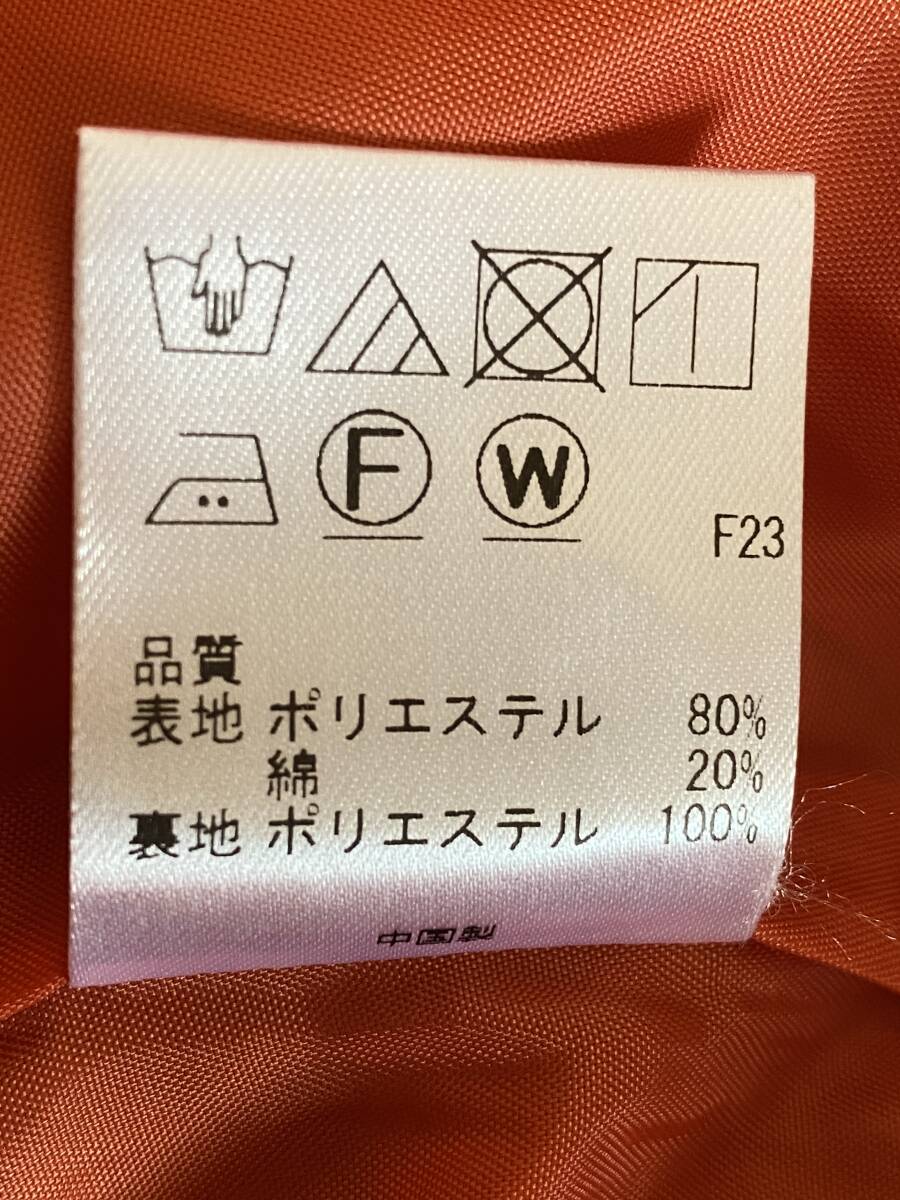 F
W
F23
品質
表地 ポリエステル 80%
綿 20%
裏地 ポリエステル 100%
中国製